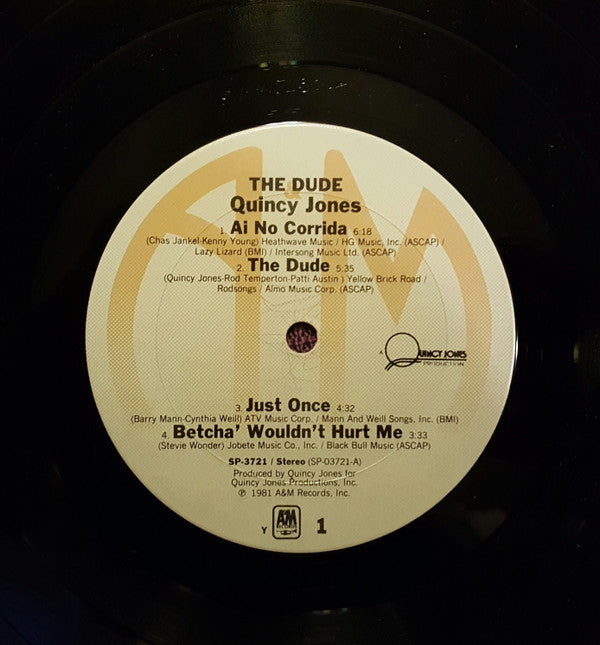 THE DUDE
Quincy Jones
1. Ai No Corrida 6:18
(Chas Jankel-Kenny Young) Heathwave Music / HG Music, Inc. (ASCAP) /
Lazy Lizard (BMI) / Intersong Music Ltd. (ASCAP)
2. The Dude 5:35
(Quincy Jones-Rod Temperton-Patti Austin ) Yellow Brick Road /
Rodsongs / Almo Music Corp. (ASCAP)
A QUINCY JONES
PRODUCTION
3. Just Once 4:32
(Barry Mann-Cynthia Weill) ATV Music Corp. / Mann And Weill Songs, Inc. (BMI)
4. Betcha' Wouldn't Hurt Me 3:33
(Stevie Wonder) Jobete Music Co., Inc. / Black Bull Music (ASCAP)
SP-3721 / Stereo (SP-03721-A)
Produced by Quincy Jones for
Quincy Jones Productions, Inc.
℗ 1981 A&M Records, Inc.
Y A&M RECORDS 1